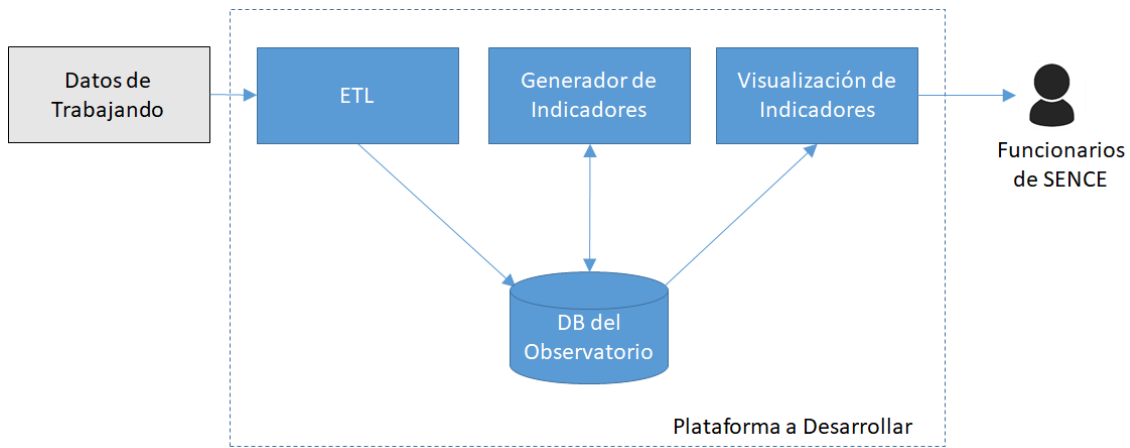 Datos de
Trabajando
ETL
Generador de
Indicadores
Visualización de
Indicadores
Funcionarios
de SENCE
DB del
Observatorio
Plataforma a Desarrollar